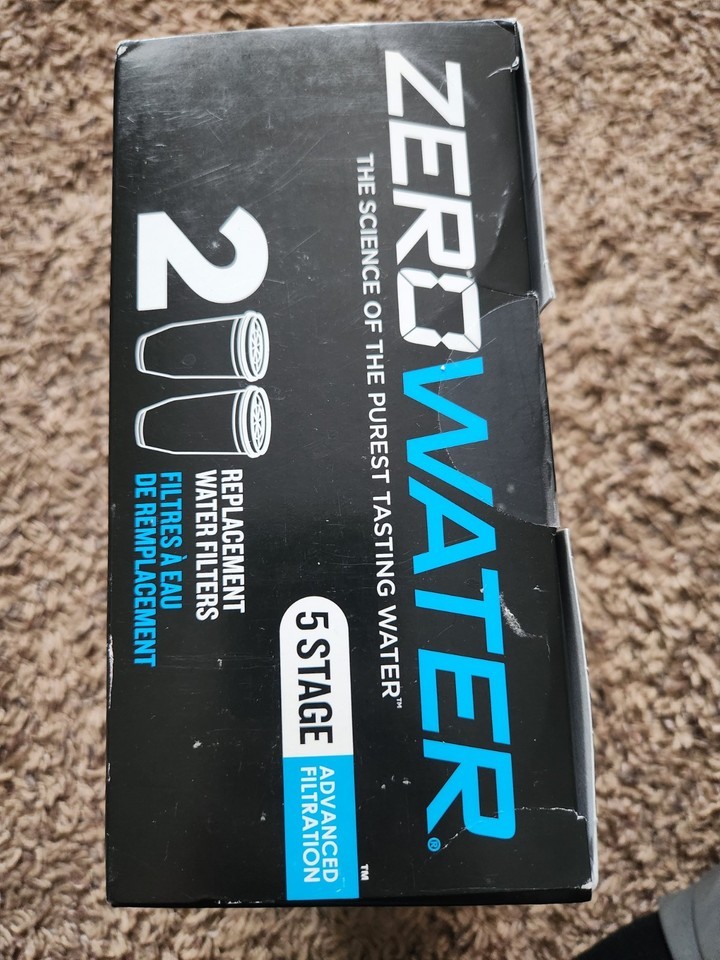 ZEROWATER®
THE SCIENCE OF THE PUREST TASTING WATER™
5 STAGE
ADVANCED
FILTRATION
™
2
REPLACEMENT
WATER FILTERS
FILTRES À EAU
DE REMPLACEMENT